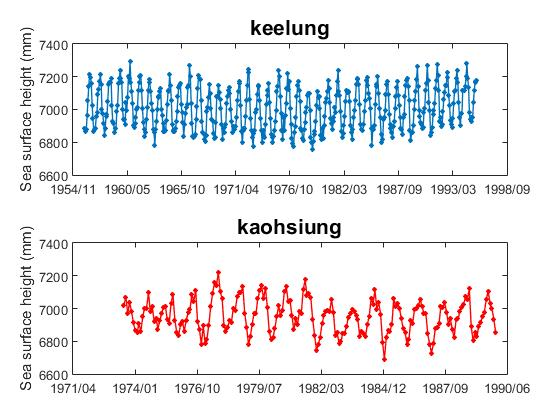 keelung
Sea surface height (mm)
7400
7200
7000
6800
6600
1954/11 1960/05 1965/10 1971/04 1976/10 1982/03 1987/09 1993/03 1998/09
kaohsiung
Sea surface height (mm)
7400
7200
7000
6800
6600
1971/04 1974/01 1976/10 1979/07 1982/03 1984/12 1987/09 1990/06